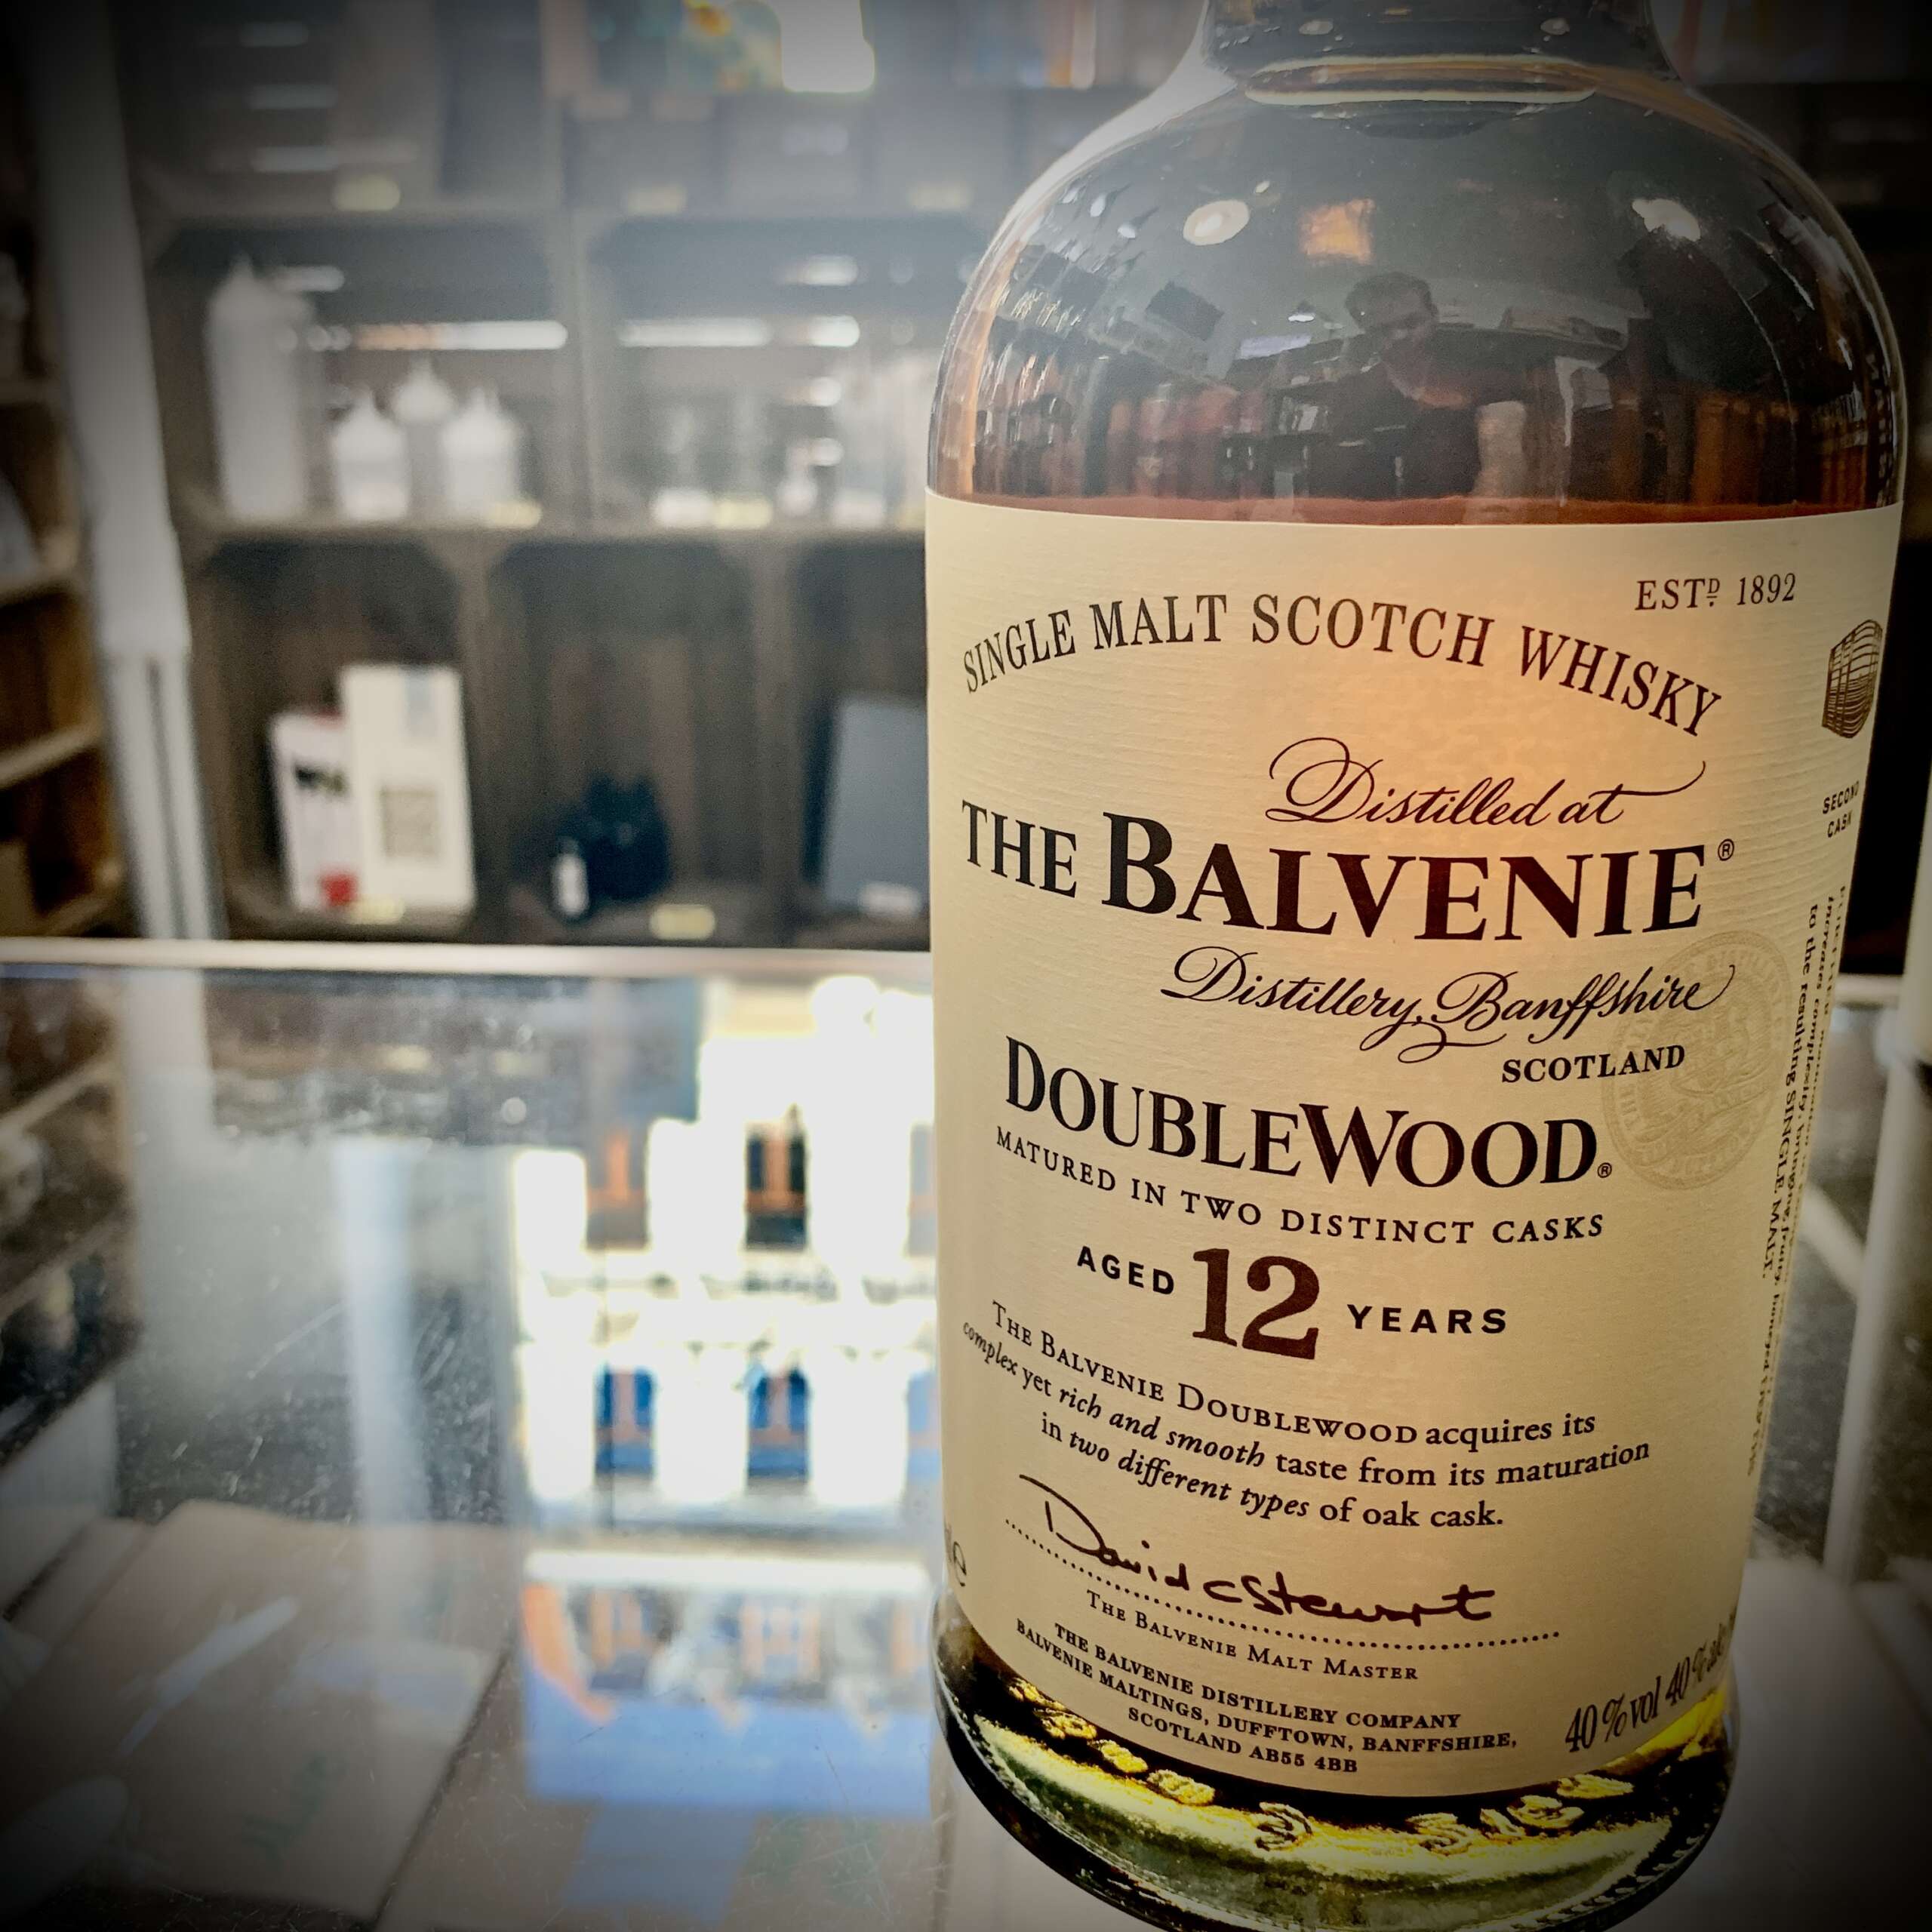 ESTD 1892
SINGLE MALT SCOTCH WHISKY
Distilled at
THE BALVENIE®
Distillery, Banffshire
SCOTLAND
DOUBLEWOOD®
MATURED IN TWO DISTINCT CASKS
AGED 12 YEARS
THE BALVENIE DOUBLEWOOD acquires its
complex yet rich and smooth taste from its maturation
in two different types of oak cask.
David C Stewart
THE BALVENIE MALT MASTER
THE BALVENIE DISTILLERY COMPANY
BALVENIE MALTINGS, DUFFTOWN, BANFFSHIRE,
SCOTLAND AB55 4BB
40%vol 40%
SECOND
CASK
to the resulting SINGLE MALT.